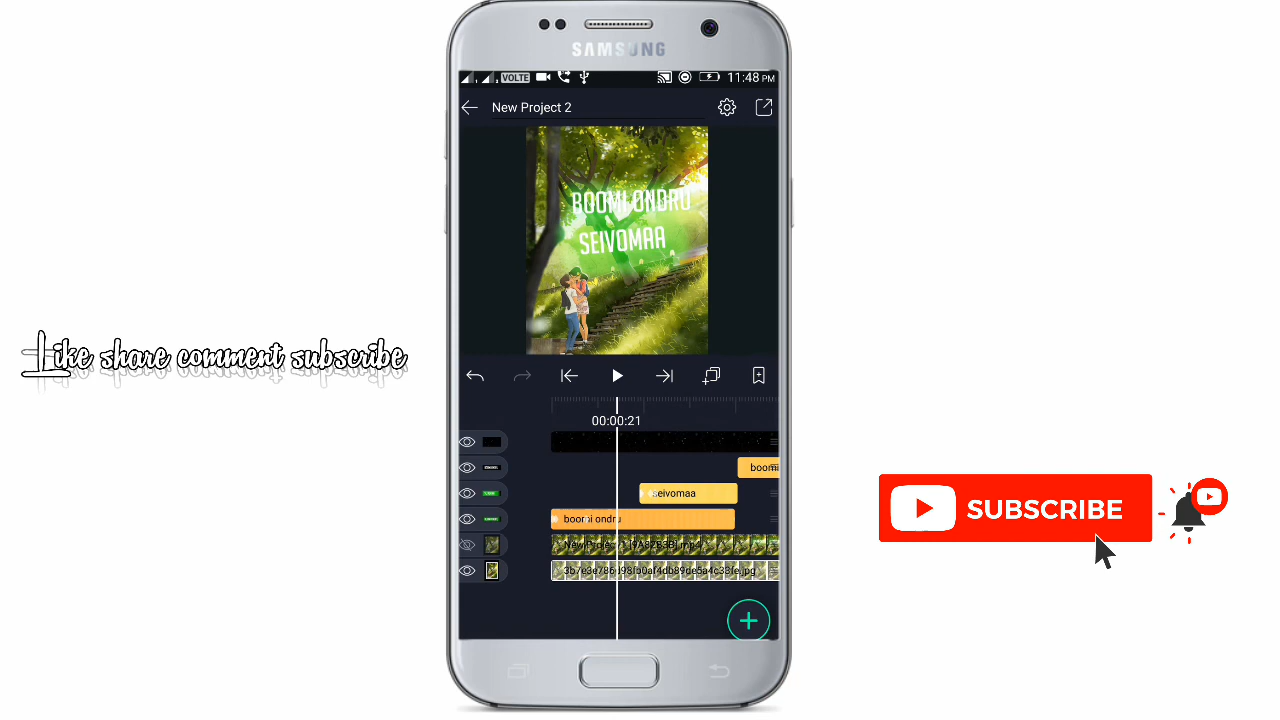 SAMSUNG
VOLTE 11:48 PM
New Project 2
BOOMI ONDRU
SEIVOMAA
Like share comment subscribe
00:00:21
boomi
seivomaa
boomi ondru
SUBSCRIBE